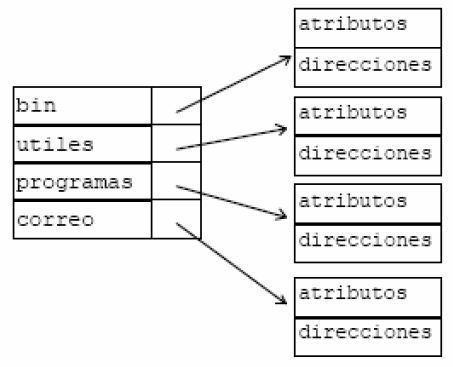 bin
utiles
programas
correo
atributos
direcciones
atributos
direcciones
atributos
direcciones
atributos
direcciones